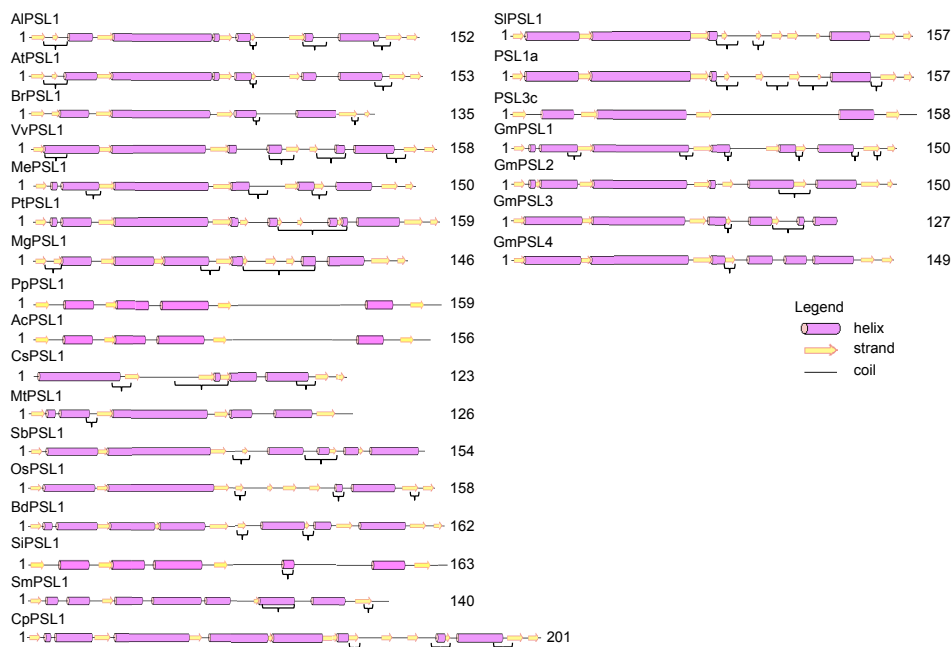 AlPSL1
1 152
AtPSL1
1 153
BrPSL1
1 135
VvPSL1
1 158
MePSL1
1 150
PtPSL1
1 159
MgPSL1
1 146
PpPSL1
1 159
AcPSL1
1 156
CsPSL1
1 123
MtPSL1
1 126
SbPSL1
1 154
OsPSL1
1 158
BdPSL1
1 162
SiPSL1
1 163
SmPSL1
1 140
CpPSL1
1 201
SlPSL1
1 157
PSL1a
1 157
PSL3c
1 158
GmPSL1
1 150
GmPSL2
1 150
GmPSL3
1 127
GmPSL4
1 149
Legend
helix
strand
coil